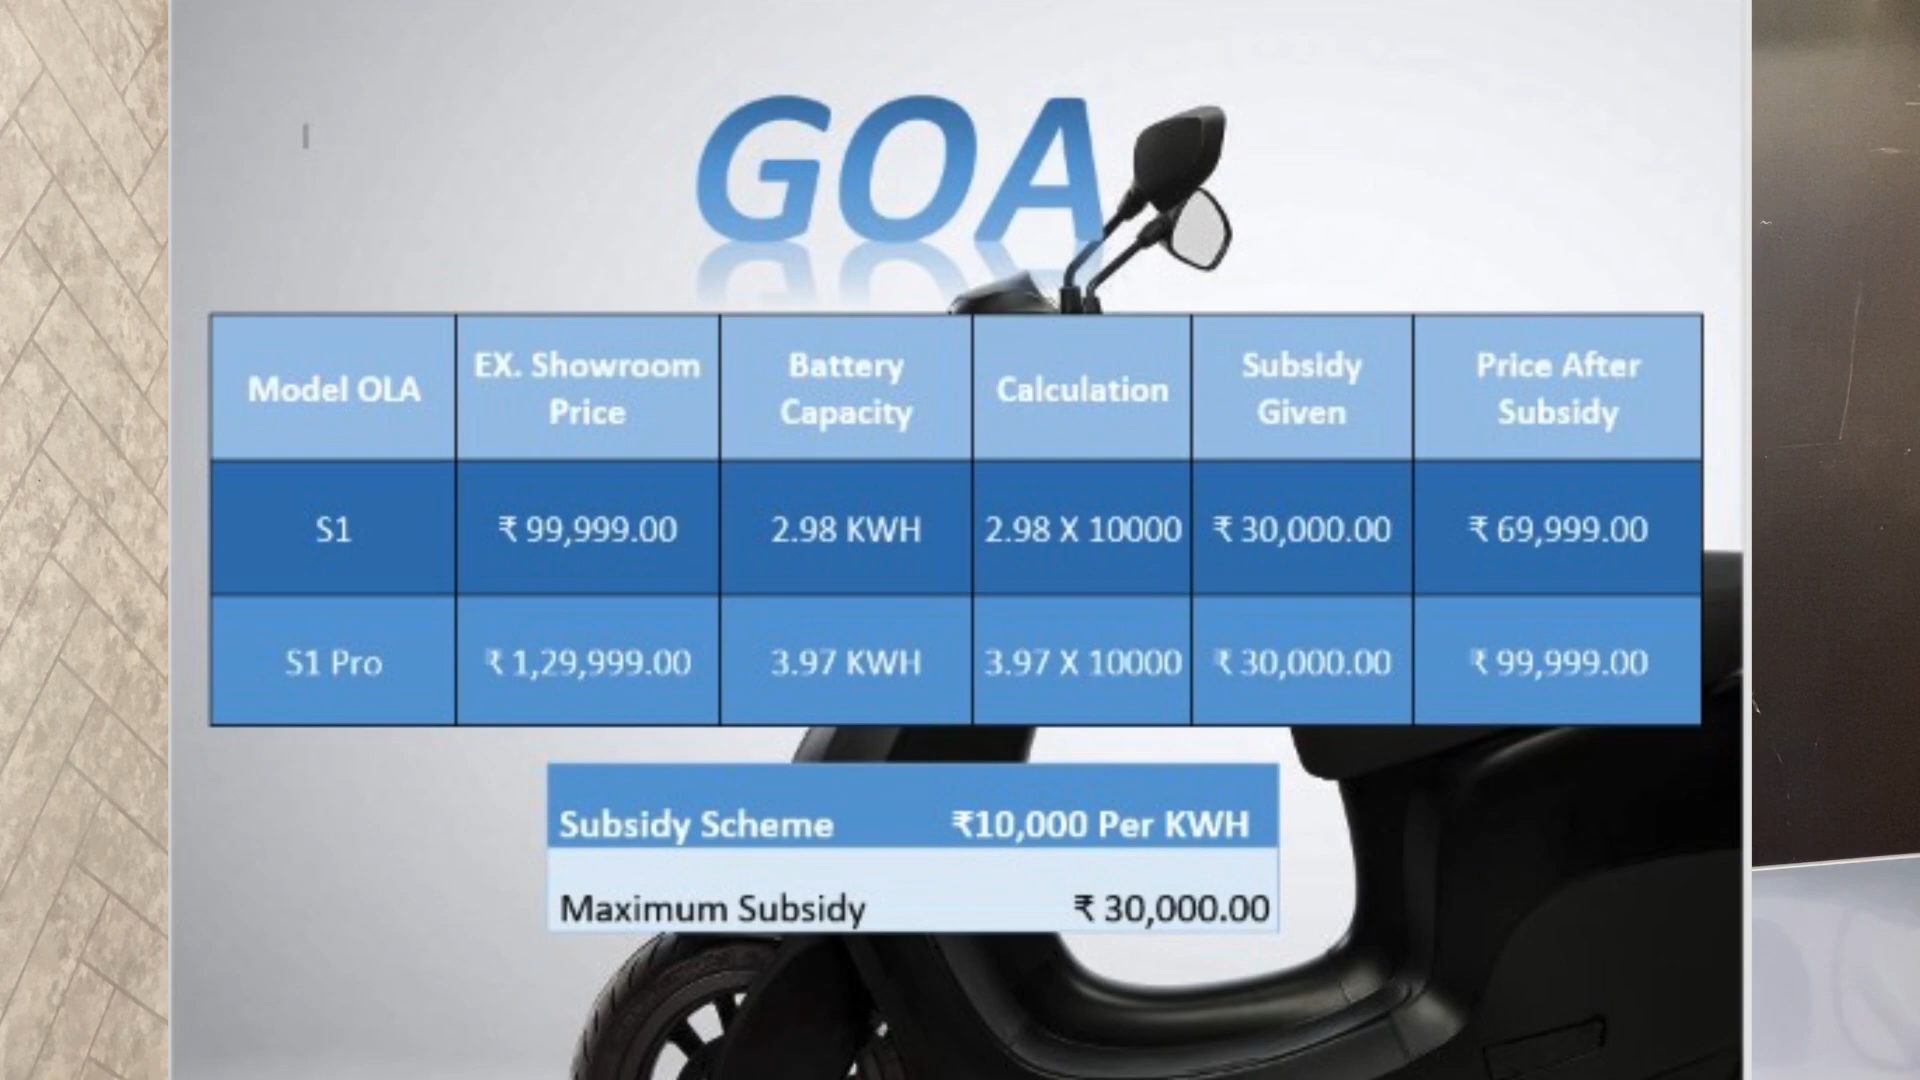 GOA
Model OLA
EX. Showroom
Price
Battery
Capacity
Calculation
Subsidy
Given
Price After
Subsidy
S1
₹ 99,999.00
2.98 KWH
2.98 X 10000
₹ 30,000.00
₹ 69,999.00
S1 Pro
₹ 1,29,999.00
3.97 KWH
3.97 X 10000
₹ 30,000.00
₹ 99,999.00
Subsidy Scheme ₹10,000 Per KWH
Maximum Subsidy ₹ 30,000.00